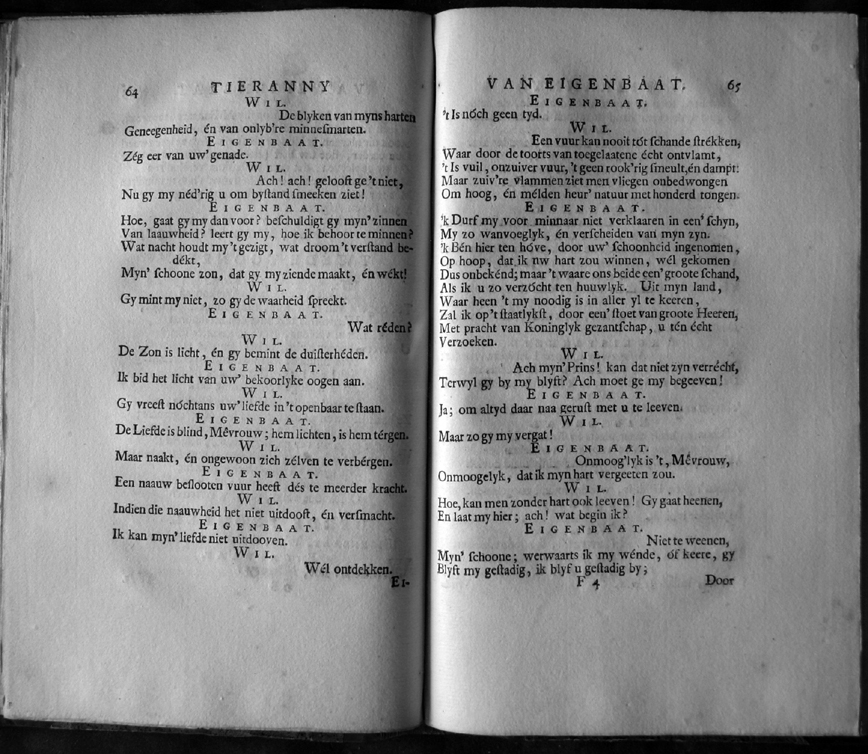 64 TIERANNY
WIL.
De blyken van myns harten
Geneegenheid, én van onlyb're minneſmarten.
EIGENBAAT.
Zég eer van uw' genade.
WIL.
Ach! ach! gelooft ge 't niet,
Nu gy my néd'rig u om byſtand ſmeeken ziet!
EIGENBAAT.
Hoe, gaat gy my dan voor? beſchuldigt gy myn' zinnen
Van laauwheid? leert gy my, hoe ik behoor te minnen?
Wat nacht houdt my 't gezigt, wat droom 't verſtand be-
dékt,
Myn' ſchoone zon, dat gy my ziende maakt, én wékt!
WIL.
Gy mint my niet, zo gy de waarheid ſpreekt.
EIGENBAAT.
Wat réden?
WIL.
De Zon is licht, én gy bemint de duiſterhéden.
EIGENBAAT.
Ik bid het licht van uw' bekoorlyke oogen aan.
WIL.
Gy vreeſt nóchtans uw' liefde in 't openbaar te ſtaan.
EIGENBAAT.
De Liefde is blind, Mêvrouw; hem lichten, is hem térgen.
WIL.
Maar naakt, én ongewoon zich zélven te verbérgen.
EIGENBAAT.
Een naauw beſlooten vuur heeft dés te meerder kracht.
WIL.
Indien die naauwheid het niet uitdooft, én verſmacht.
EIGENBAAT.
Ik kan myn' liefde niet uitdooven.
WIL.
Wél ontdekken.
EI-
VAN EIGENBAAT. 65
EIGENBAAT.
't Is nóch geen tyd.
WIL.
Een vuur kan nooit tót ſchande ſtrékken,
Waar door de toorts van toegelaatene écht ontvlamt,
't Is vuil, onzuiver vuur, 't geen rook'rig ſmeult, én dampt:
Maar zuiv're vlammen ziet men vliegen onbedwongen
Om hoog, én mélden heur' natuur met honderd tongen.
EIGENBAAT.
'k Durf my voor minnaar niet verklaaren in een' ſchyn,
My zo wanvoeglyk, én verſcheiden van myn zyn.
'k Bén hier ten hóve, door uw' ſchoonheid ingenomen,
Op hoop, dat ik uw hart zou winnen, wél gekomen
Dus onbekénd; maar 't waare ons beide een' groote ſchand,
Als ik u zo verzócht ten huuwlyk. Uit myn land,
Waar heen 't my noodig is in aller yl te keeren,
Zal ik op 't ſtaatlykſt, door een' ſtoet van groote Heeren,
Met pracht van Koninglyk gezantſchap, u tén écht
Verzoeken.
WIL.
Ach myn' Prins! kan dat niet zyn verrécht,
Terwyl gy by my blyft? Ach moet ge my begeeven!
EIGENBAAT.
Ja; om altyd daar naa geruſt met u te leeven.
WIL.
Maar zo gy my vergat!
EIGENBAAT.
Onmoog'lyk is 't, Mêvrouw,
Onmoogelyk, dat ik myn hart vergeeten zou.
WIL.
Hoe, kan men zonder hart ook leeven! Gy gaat heenen,
En laat my hier; ach! wat begin ik?
EIGENBAAT.
Niet te weenen,
Myn' ſchoone; werwaarts ik my wénde, óf keere, gy
Blyft my geſtadig, ik blyf u geſtadig by;
F 4 Door